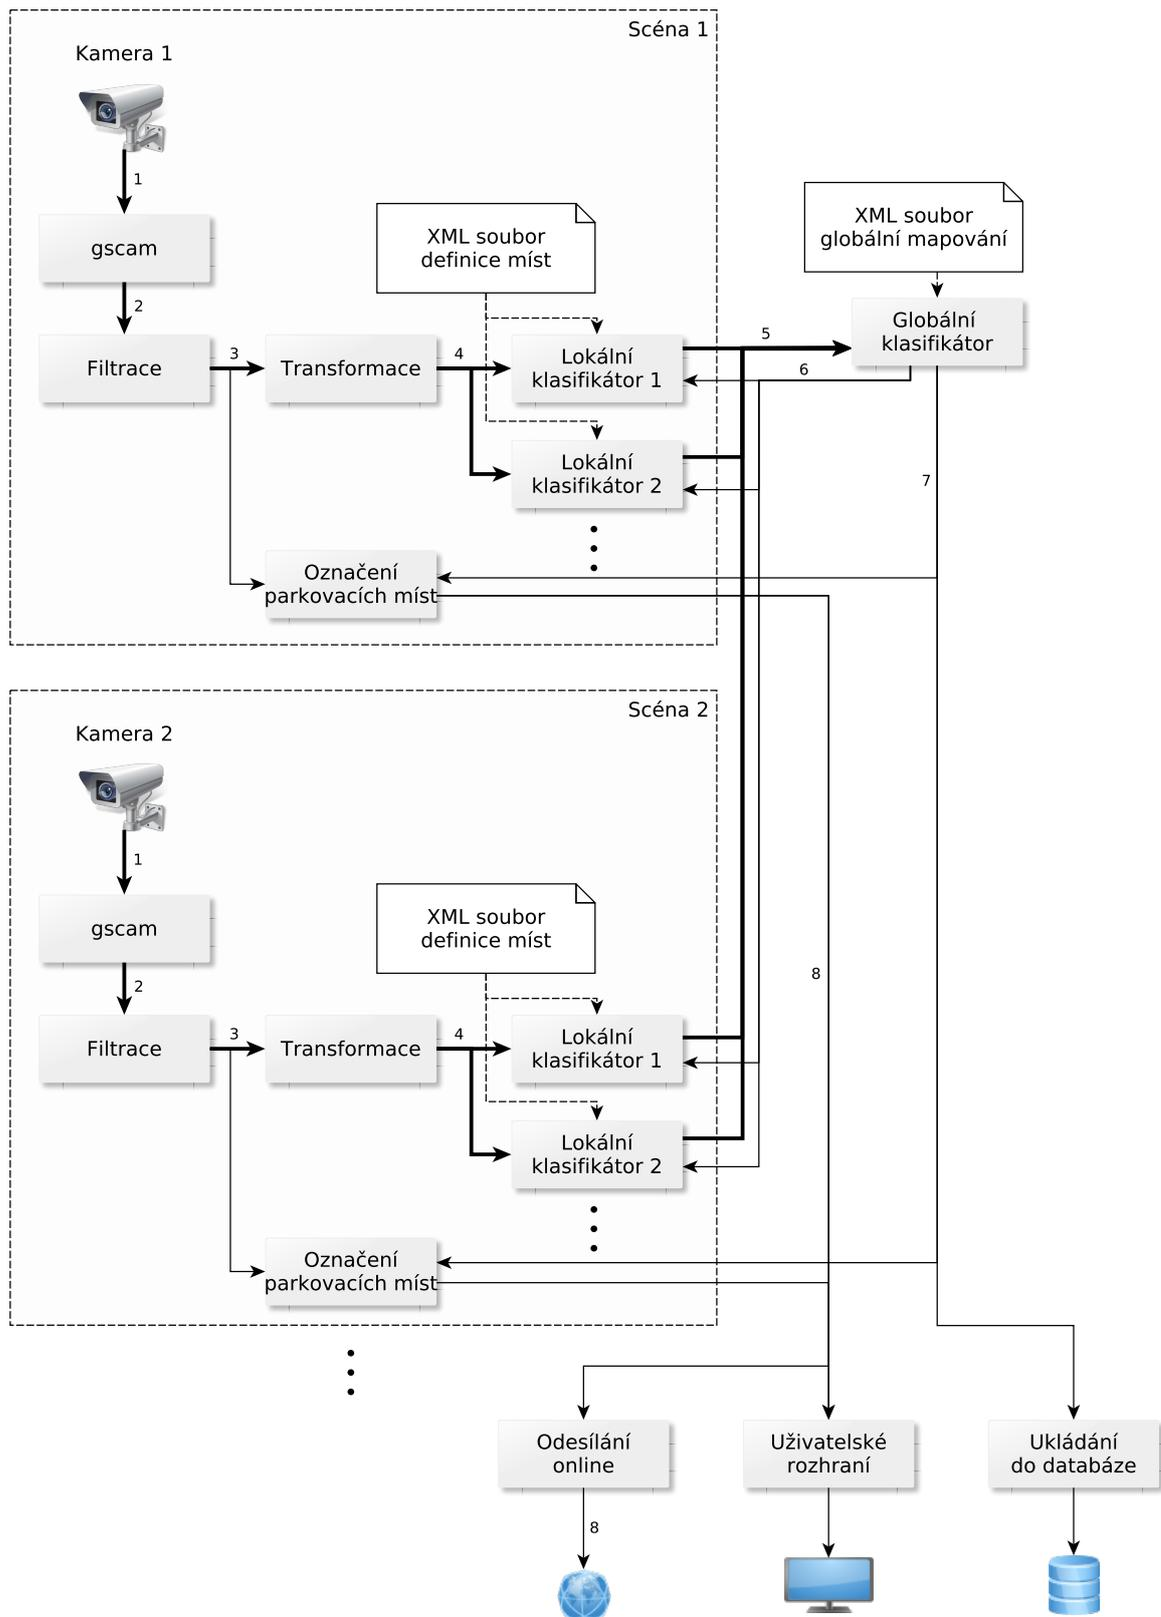 Scéna 1
Kamera 1
1
gscam
2
Filtrace
3
Transformace
4
XML soubor
definice míst
Lokální
klasifikátor 1
Lokální
klasifikátor 2
Označení
parkovacích míst
XML soubor
globální mapování
Globální
klasifikátor
5
6
7
Scéna 2
Kamera 2
1
gscam
2
Filtrace
3
Transformace
4
XML soubor
definice míst
Lokální
klasifikátor 1
Lokální
klasifikátor 2
Označení
parkovacích míst
8
Odesílání
online
Uživatelské
rozhraní
Ukládání
do databáze
8